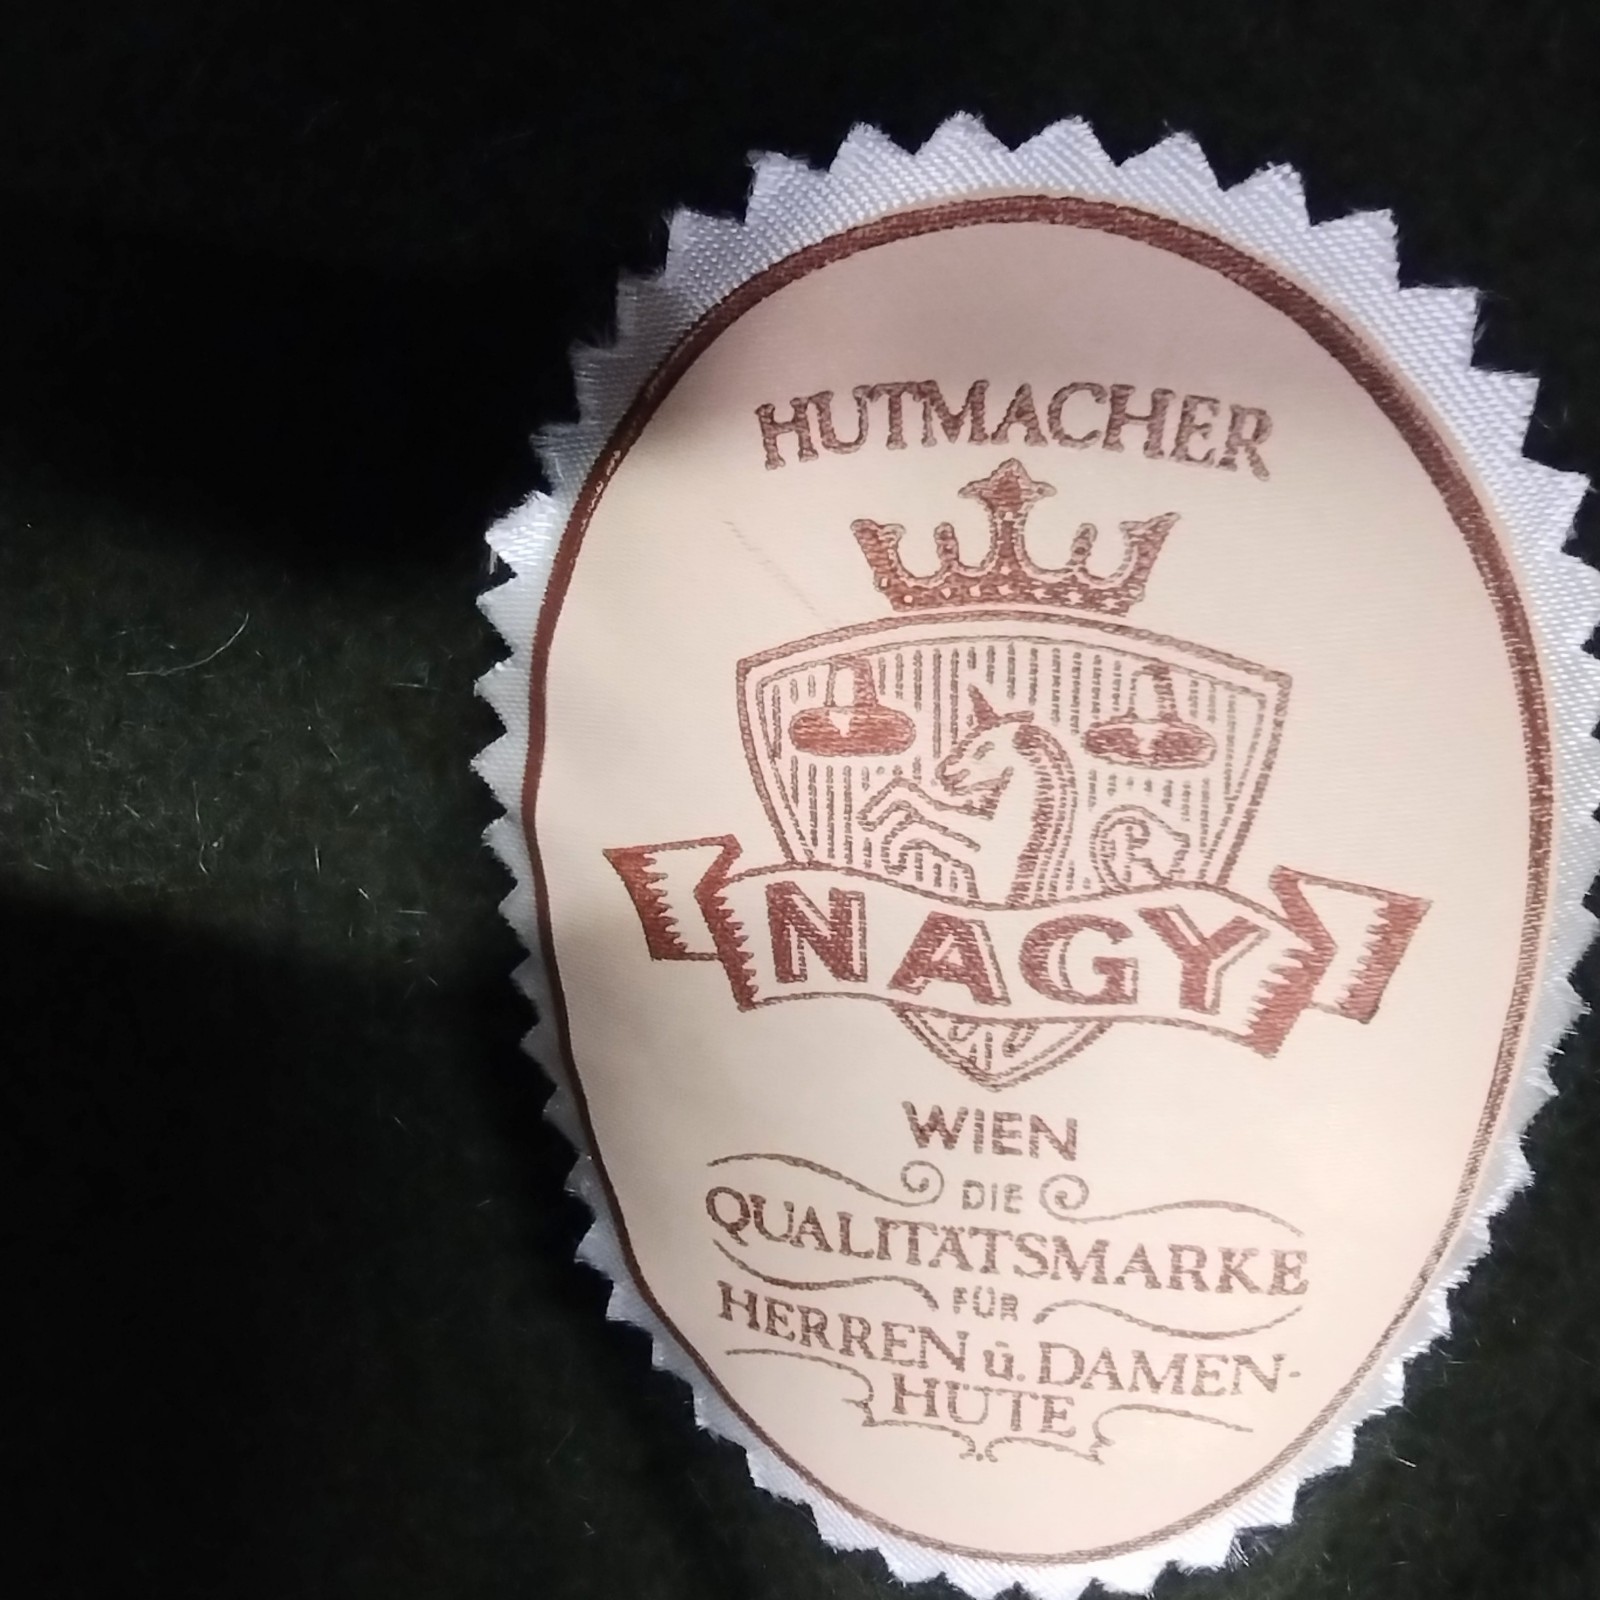 HUTMACHER
NAGY
WIEN
DIE
QUALITÄTSMARKE
FÜR
HERREN ü. DAMEN-
HÜTE